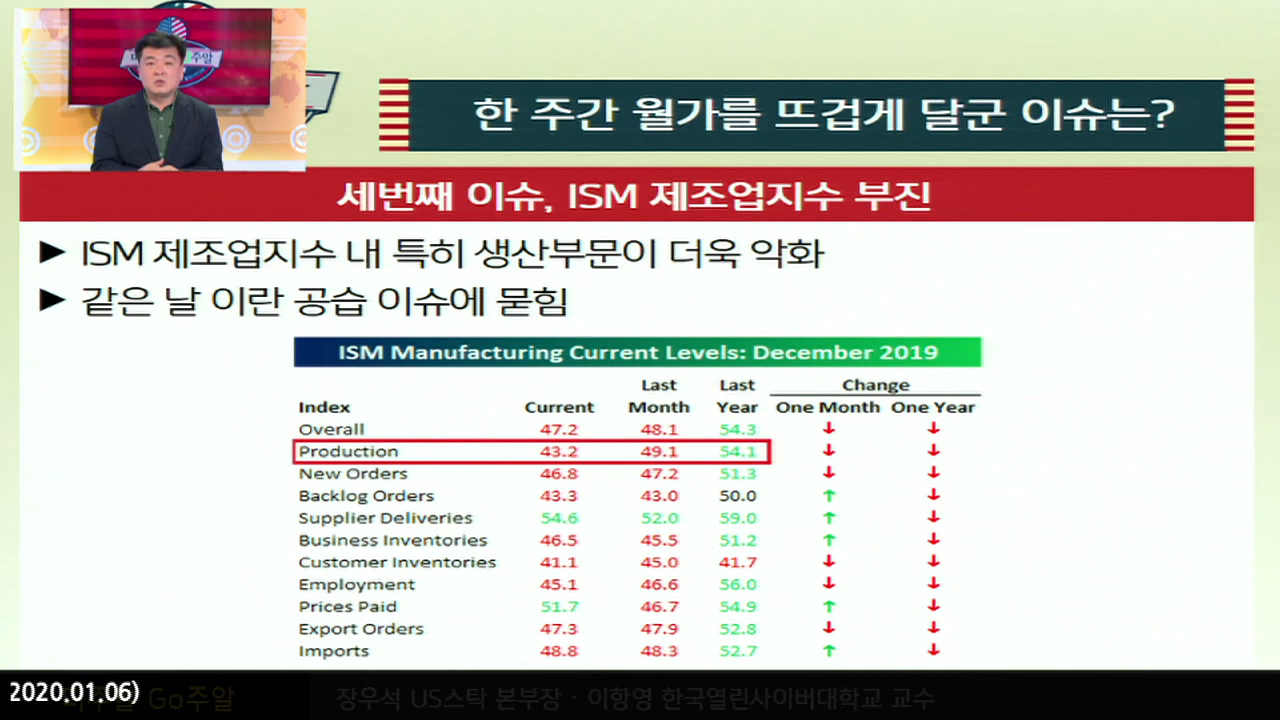 주알
한 주간 월가를 뜨겁게 달군 이슈는?
세번째 이슈, ISM 제조업지수 부진
▶ ISM 제조업지수 내 특히 생산부문이 더욱 악화
▶ 같은 날 이란 공습 이슈에 묻힘
ISM Manufacturing Current Levels: December 2019
Last Last Change
Index Current Month Year One Month One Year
Overall 47.2 48.1 54.3 ↓ ↓
Production 43.2 49.1 54.1 ↓ ↓
New Orders 46.8 47.2 51.3 ↓ ↓
Backlog Orders 43.3 43.0 50.0 ↑ ↓
Supplier Deliveries 54.6 52.0 59.0 ↑ ↓
Business Inventories 46.5 45.5 51.2 ↑ ↓
Customer Inventories 41.1 45.0 41.7 ↓ ↓
Employment 45.1 46.6 56.0 ↓ ↓
Prices Paid 51.7 46.7 54.9 ↑ ↓
Export Orders 47.3 47.9 52.8 ↓ ↓
Imports 48.8 48.3 52.7 ↑ ↓
2020.01.06) Go주알 장우석 US스탁 본부장 · 이항영 한국열린사이버대학교 교수